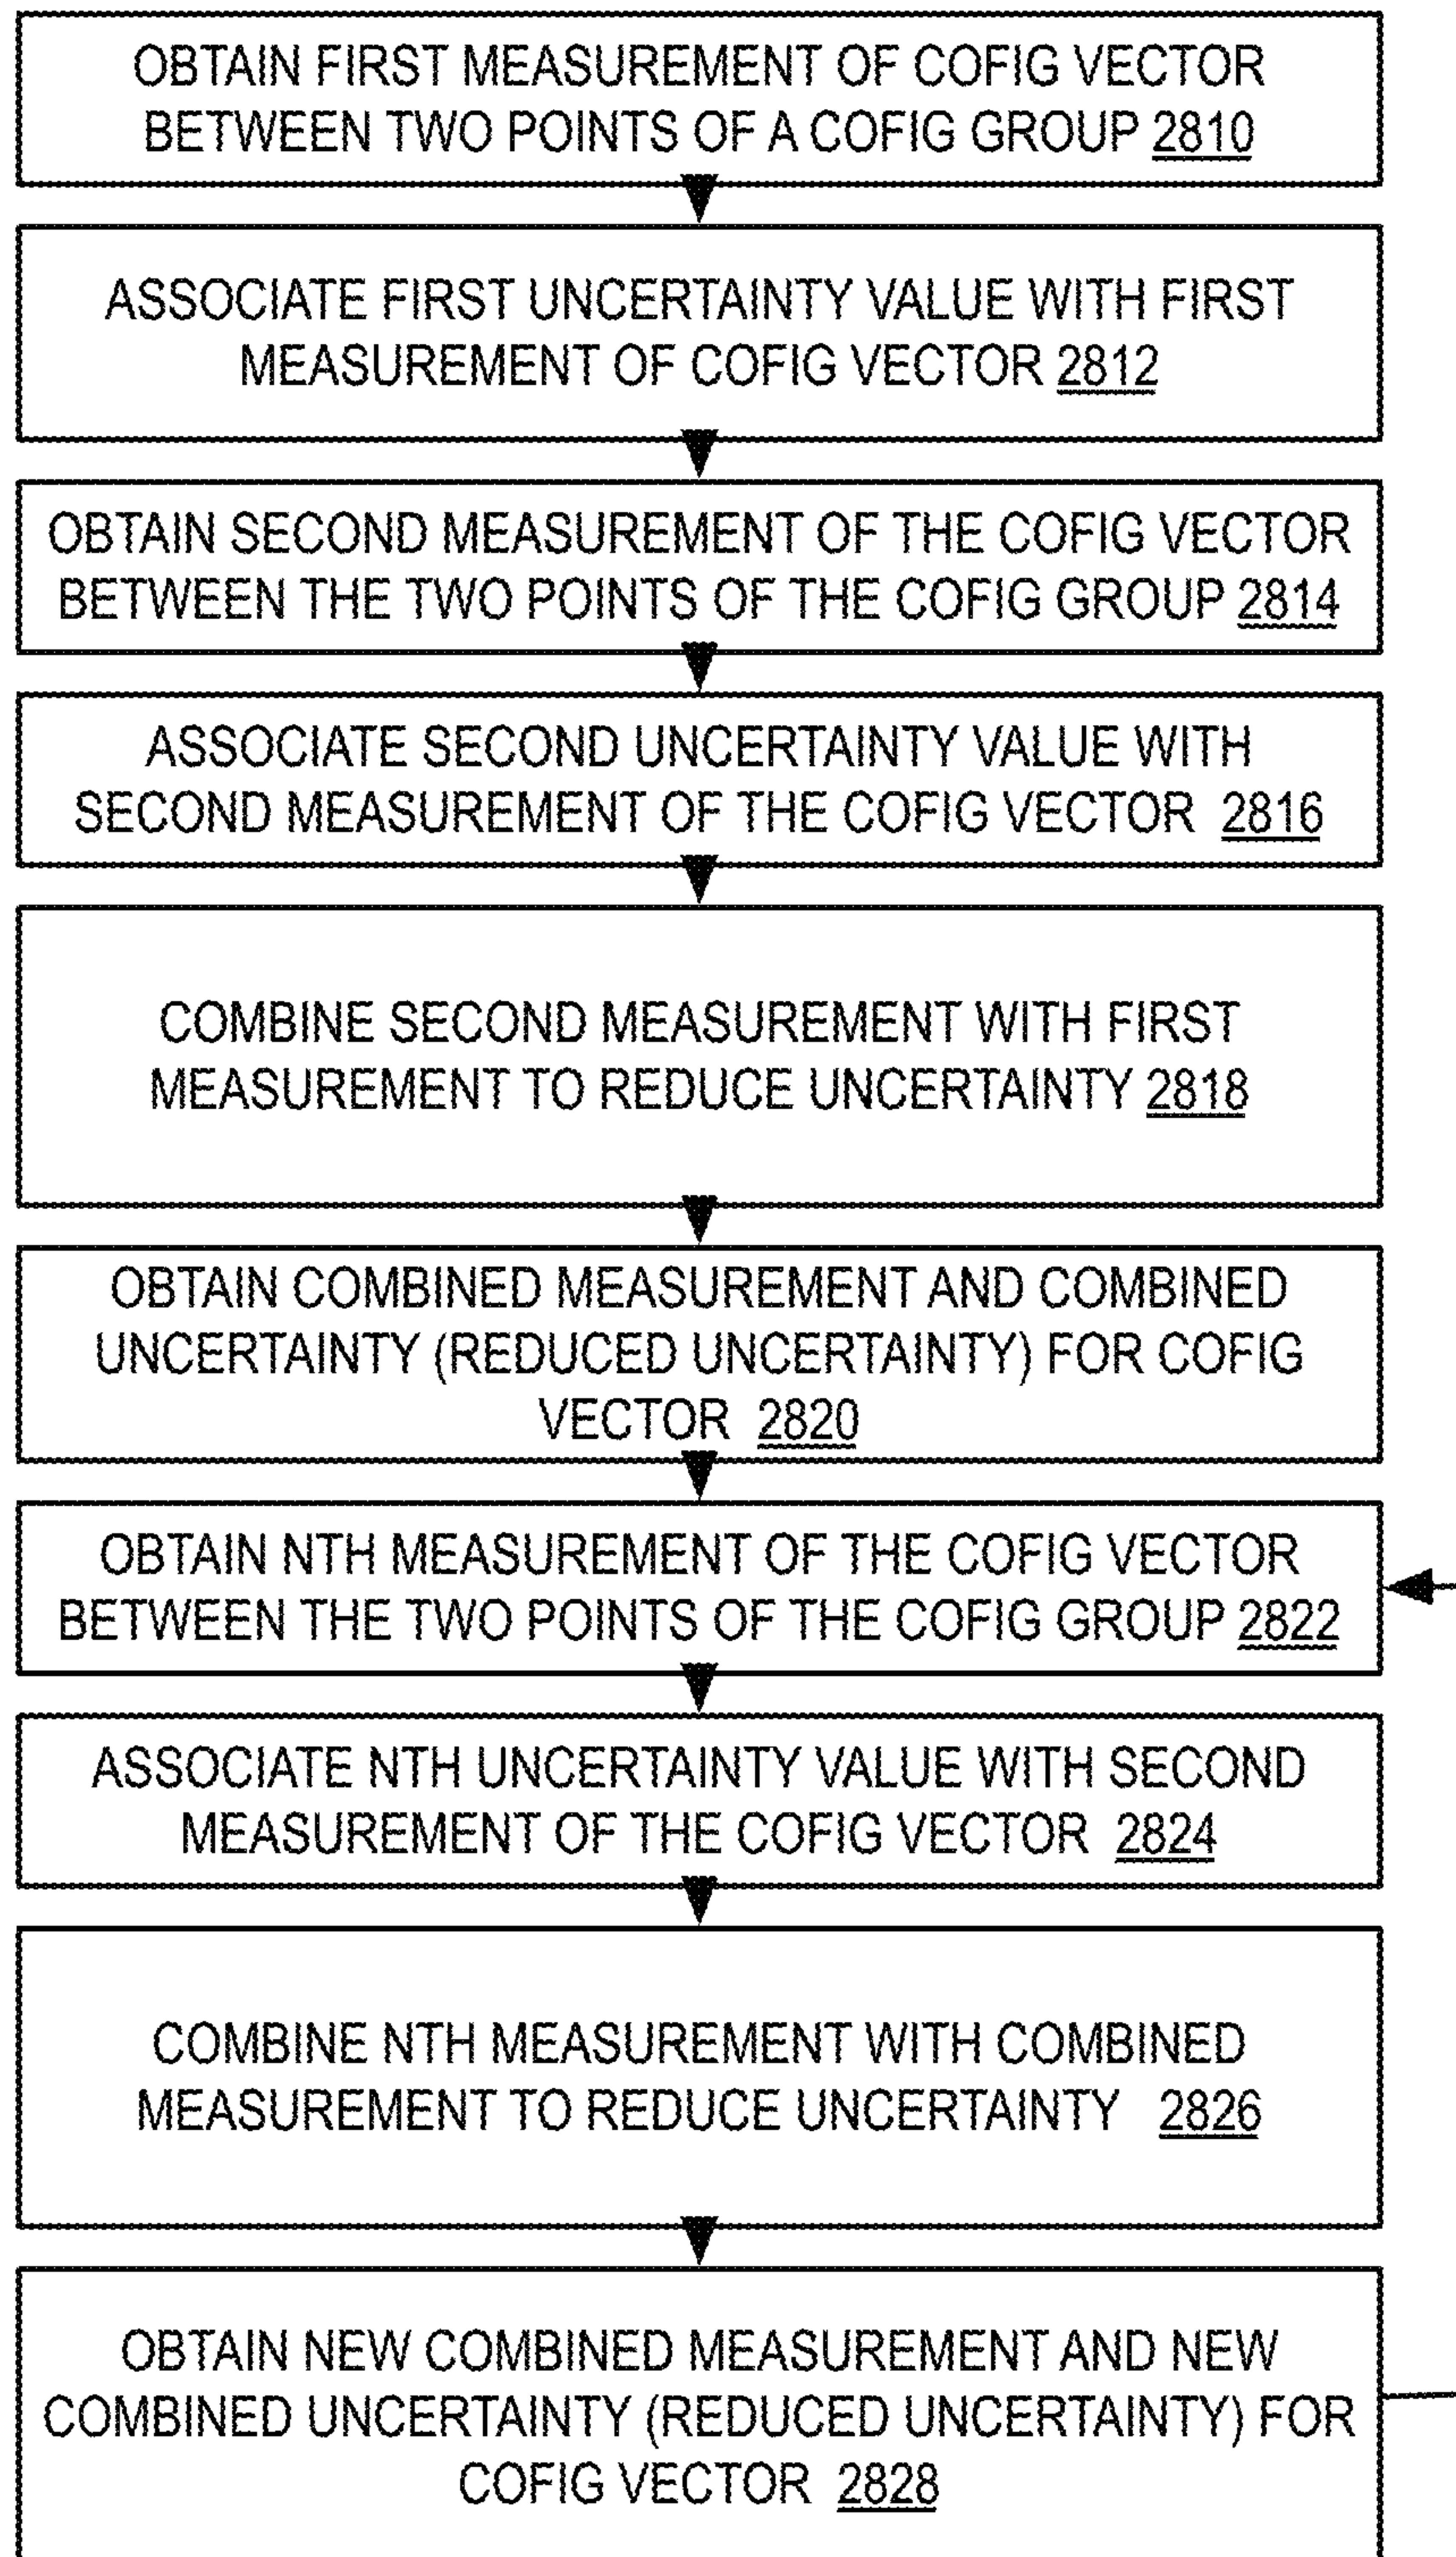 OBTAIN FIRST MEASUREMENT OF COFIG VECTOR
BETWEEN TWO POINTS OF A COFIG GROUP 2810
ASSOCIATE FIRST UNCERTAINTY VALUE WITH FIRST
MEASUREMENT OF COFIG VECTOR 2812
OBTAIN SECOND MEASUREMENT OF THE COFIG VECTOR
BETWEEN THE TWO POINTS OF THE COFIG GROUP 2814
ASSOCIATE SECOND UNCERTAINTY VALUE WITH
SECOND MEASUREMENT OF THE COFIG VECTOR 2816
COMBINE SECOND MEASUREMENT WITH FIRST
MEASUREMENT TO REDUCE UNCERTAINTY 2818
OBTAIN COMBINED MEASUREMENT AND COMBINED
UNCERTAINTY (REDUCED UNCERTAINTY) FOR COFIG
VECTOR 2820
OBTAIN NTH MEASUREMENT OF THE COFIG VECTOR
BETWEEN THE TWO POINTS OF THE COFIG GROUP 2822
ASSOCIATE NTH UNCERTAINTY VALUE WITH SECOND
MEASUREMENT OF THE COFIG VECTOR 2824
COMBINE NTH MEASUREMENT WITH COMBINED
MEASUREMENT TO REDUCE UNCERTAINTY 2826
OBTAIN NEW COMBINED MEASUREMENT AND NEW
COMBINED UNCERTAINTY (REDUCED UNCERTAINTY) FOR
COFIG VECTOR 2828